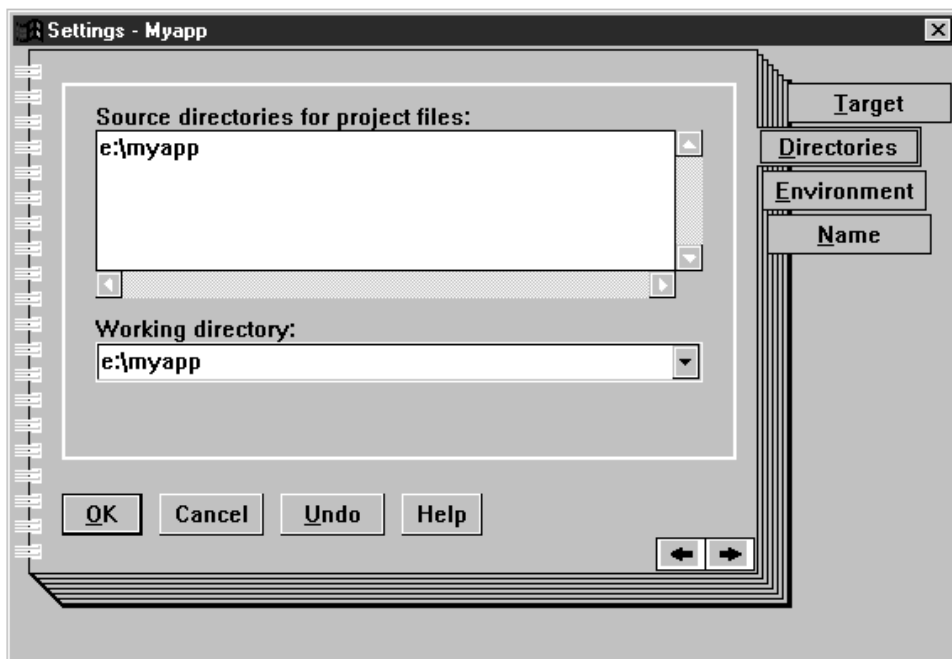 Settings - Myapp
Source directories for project files:
e:\myapp
Working directory:
e:\myapp
OK Cancel Undo Help
Target
Directories
Environment
Name